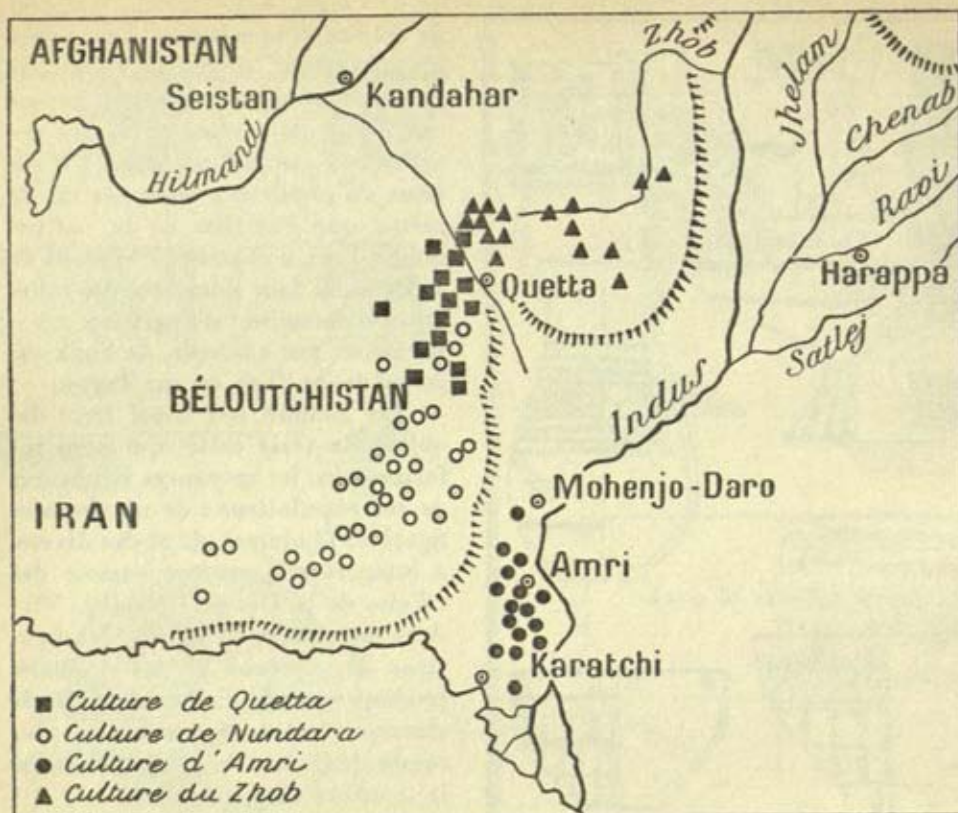 AFGHANISTAN
Zhob
Jhelam
Seistan
Kandahar
Chenab
Hilmand
Ravi
Quetta
Harappa
Satlej
BÉLOUTCHISTAN
Indus
Mohenjo-Daro
IRAN
Amri
Karatchi
Culture de Quetta
Culture de Nundara
Culture d'Amri
Culture du Zhob